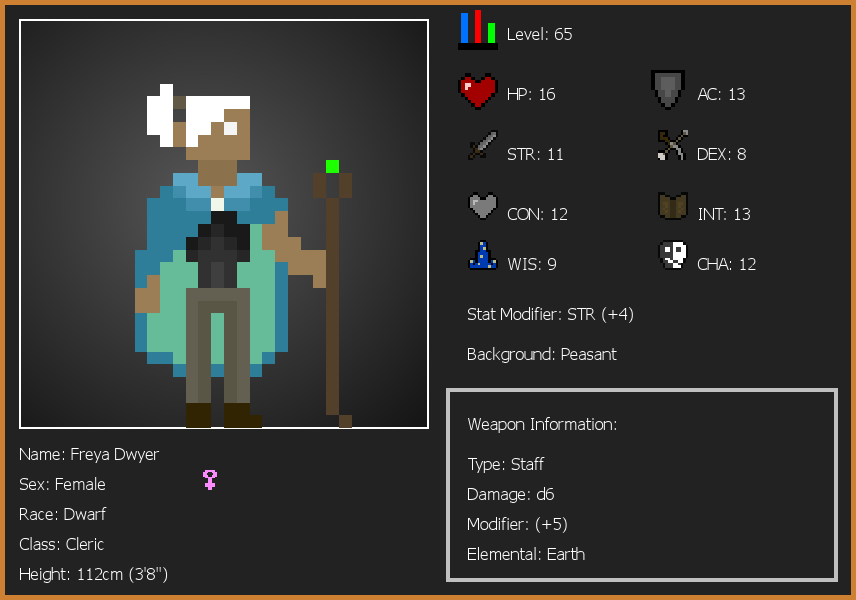 Level: 65
HP: 16
AC: 13
STR: 11
DEX: 8
CON: 12
INT: 13
WIS: 9
CHA: 12
Stat Modifier: STR (+4)
Background: Peasant
Weapon Information:
Type: Staff
Damage: d6
Modifier: (+5)
Elemental: Earth
Name: Freya Dwyer
Sex: Female
Race: Dwarf
Class: Cleric
Height: 112cm (3'8")